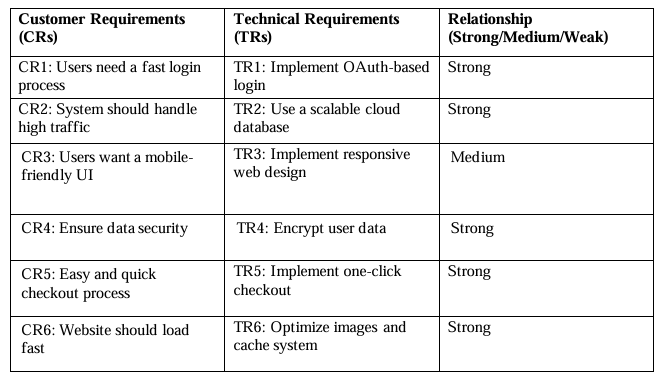 Customer Requirements (CRs) Technical Requirements (TRs) Relationship (Strong/Medium/Weak)
CR1: Users need a fast login process TR1: Implement OAuth-based login Strong
CR2: System should handle high traffic TR2: Use a scalable cloud database Strong
CR3: Users want a mobile-friendly UI TR3: Implement responsive web design Medium
CR4: Ensure data security TR4: Encrypt user data Strong
CR5: Easy and quick checkout process TR5: Implement one-click checkout Strong
CR6: Website should load fast TR6: Optimize images and cache system Strong